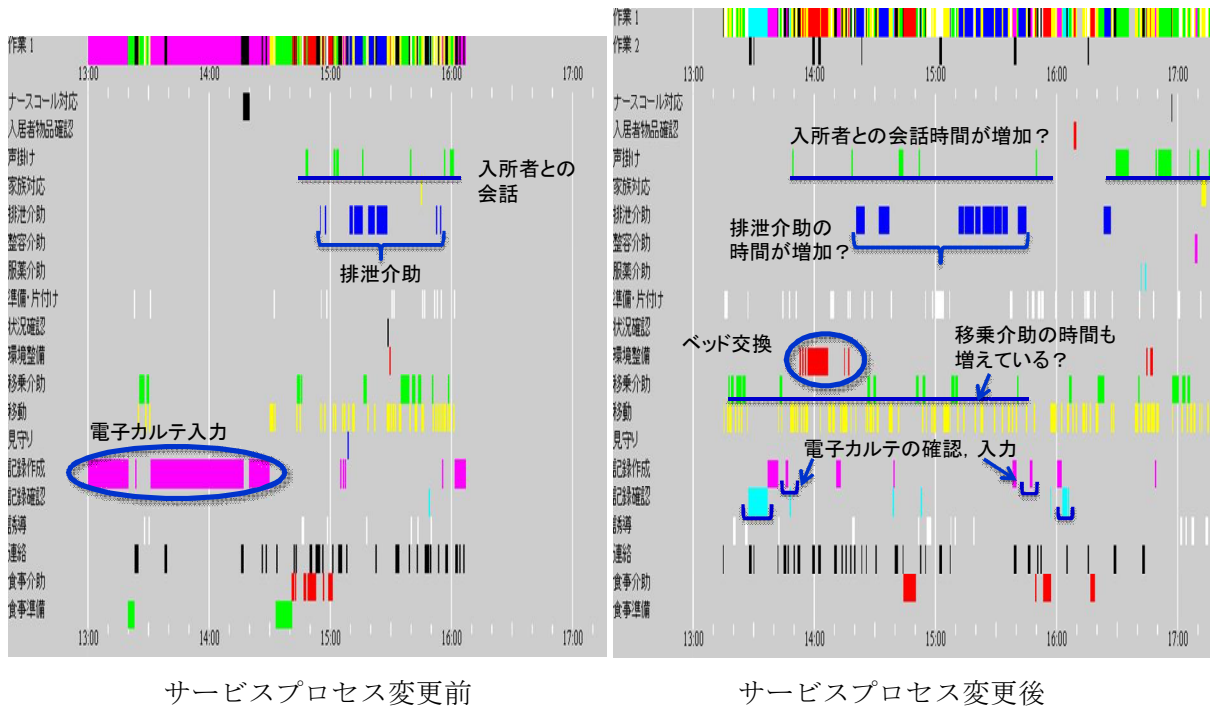 作業 1
13:00 14:00 15:00 16:00 17:00
ナースコール対応
入居者物品確認
声掛け
家族対応
排泄介助
整容介助
服薬介助
準備・片付け
状況確認
環境整備
移乗介助
移動
見守り
記録作成
記録確認
誘導
連絡
食事介助
食事準備
13:00 14:00 15:00 16:00 17:00
入所者との
会話
排泄介助
電子カルテ入力
サービスプロセス変更前
作業 1
作業 2
13:00 14:00 15:00 16:00 17:00
ナースコール対応
入居者物品確認
声掛け
家族対応
排泄介助
整容介助
服薬介助
準備・片付け
状況確認
環境整備
移乗介助
移動
見守り
記録作成
記録確認
誘導
連絡
食事介助
食事準備
13:00 14:00 15:00 16:00 17:00
入所者との会話時間が増加？
排泄介助の
時間が増加？
ベッド交換
移乗介助の時間も
増えている？
電子カルテの確認，入力
サービスプロセス変更後